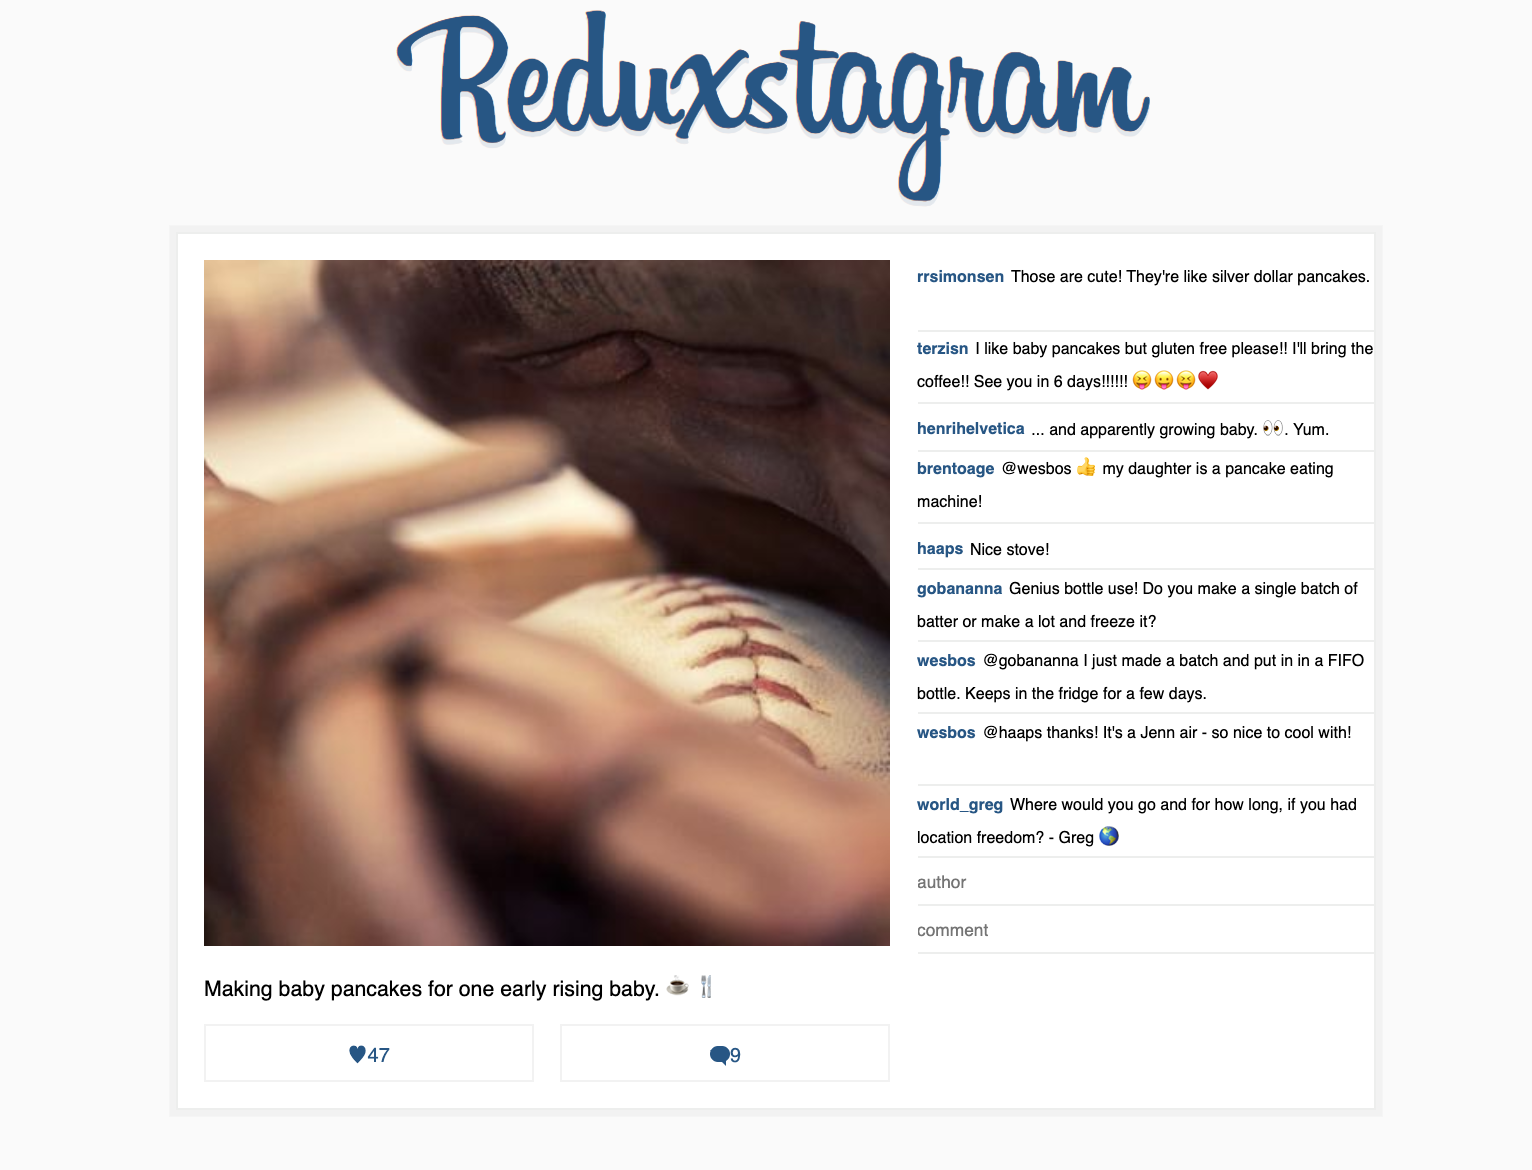 Reduxstagram
rrsimonsen Those are cute! They're like silver dollar pancakes.
terzisn I like baby pancakes but gluten free please!! I'll bring the
coffee!! See you in 6 days!!!!!! 😝😛😝♥️
henrihelvetica ... and apparently growing baby. 👀. Yum.
brentoage @wesbos 👍 my daughter is a pancake eating
machine!
haaps Nice stove!
gobananna Genius bottle use! Do you make a single batch of
batter or make a lot and freeze it?
wesbos @gobananna I just made a batch and put in in a FIFO
bottle. Keeps in the fridge for a few days.
wesbos @haaps thanks! It's a Jenn air - so nice to cool with!
world_greg Where would you go and for how long, if you had
location freedom? - Greg 🌎
author
comment
Making baby pancakes for one early rising baby. ☕️ 🍴
47
9